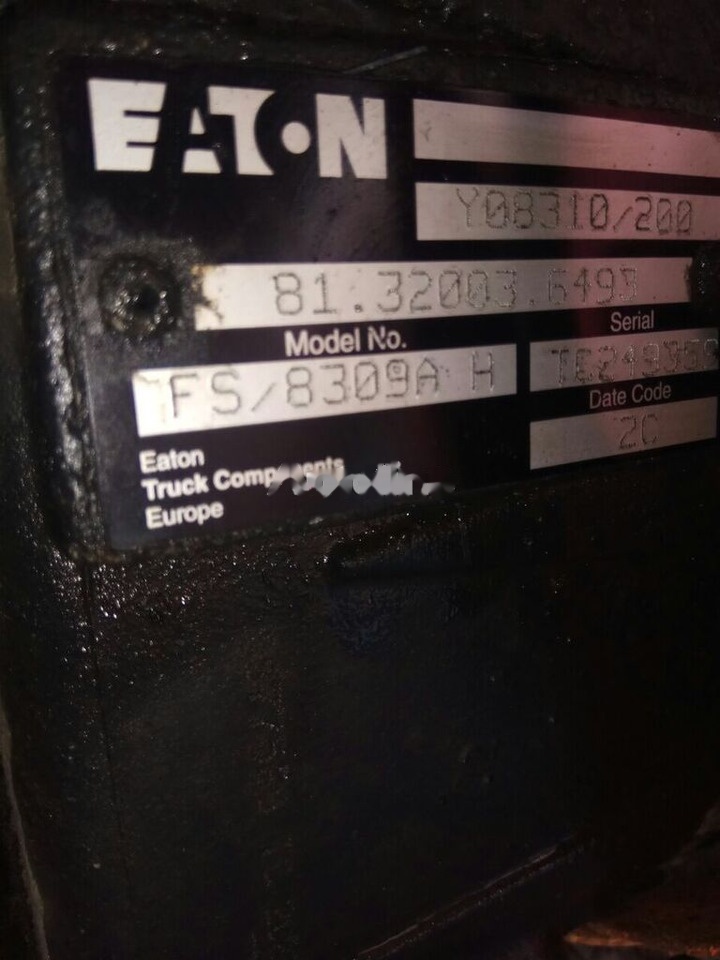 EATON
Y08310/200
81.32003.6493
Model No.
Serial
FS/8309A H
Date Code
2C
Eaton
Truck Components
Europe